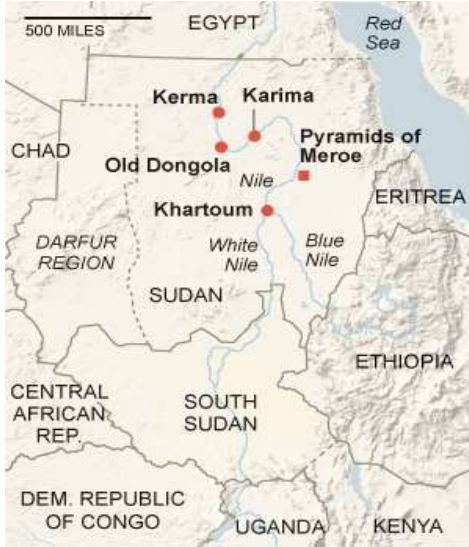 500 MILES
EGYPT
Red
Sea
Kerma
Karima
CHAD
Old Dongola
Pyramids of
Meroe
Nile
ERITREA
Khartoum
DARFUR
REGION
White
Nile
Blue
Nile
SUDAN
ETHIOPIA
CENTRAL
AFRICAN
REP.
SOUTH
SUDAN
DEM. REPUBLIC
OF CONGO
UGANDA
KENYA